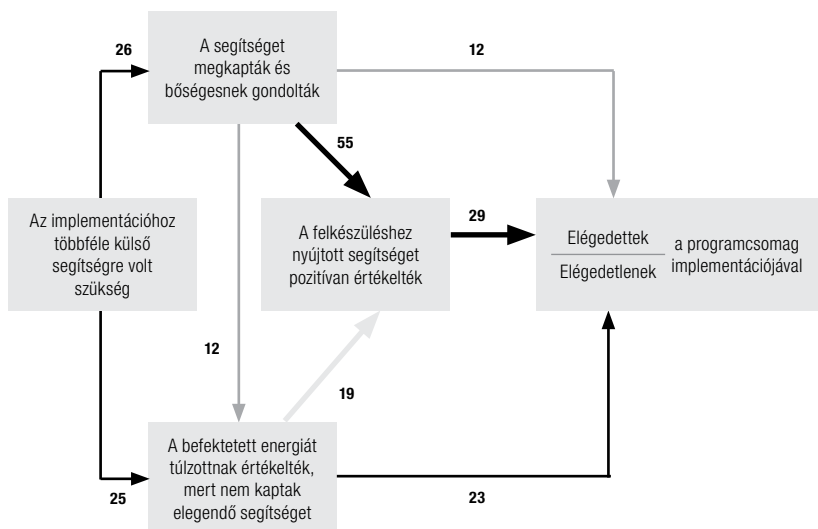 26
A segítséget
megkapták és
bőségesnek gondolták
12
55
Az implementációhoz
többféle külső
segítségre volt
szükség
A felkészüléshez
nyújtott segítséget
pozitívan értékelték
29
Elégedettek
Elégedetlenek
a programcsomag
implementációjával
12
19
A befektetett energiát
túlzottnak értékelték,
mert nem kaptak
elegendő segítséget
25
23